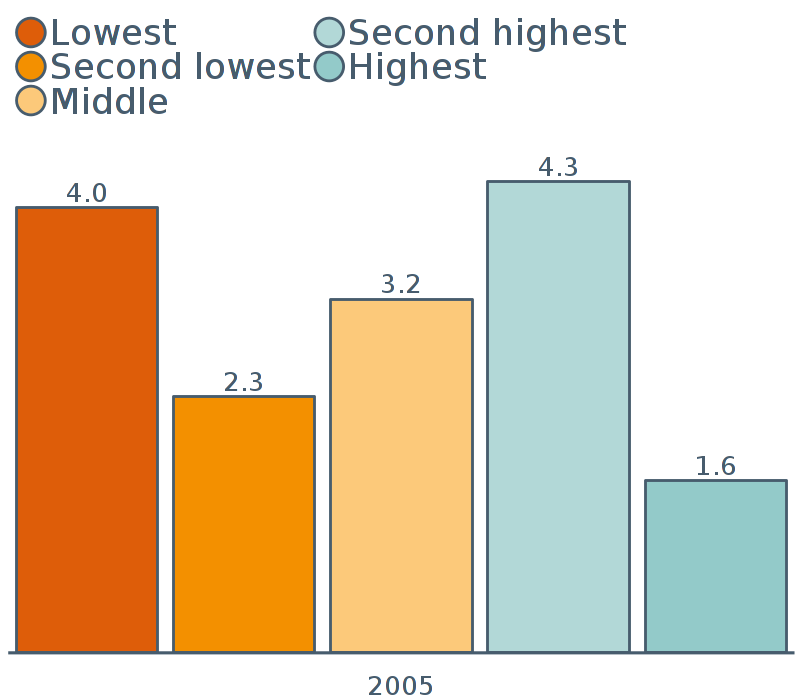 Lowest
Second lowest
Middle
Second highest
Highest
4.0
2.3
3.2
4.3
1.6
2005